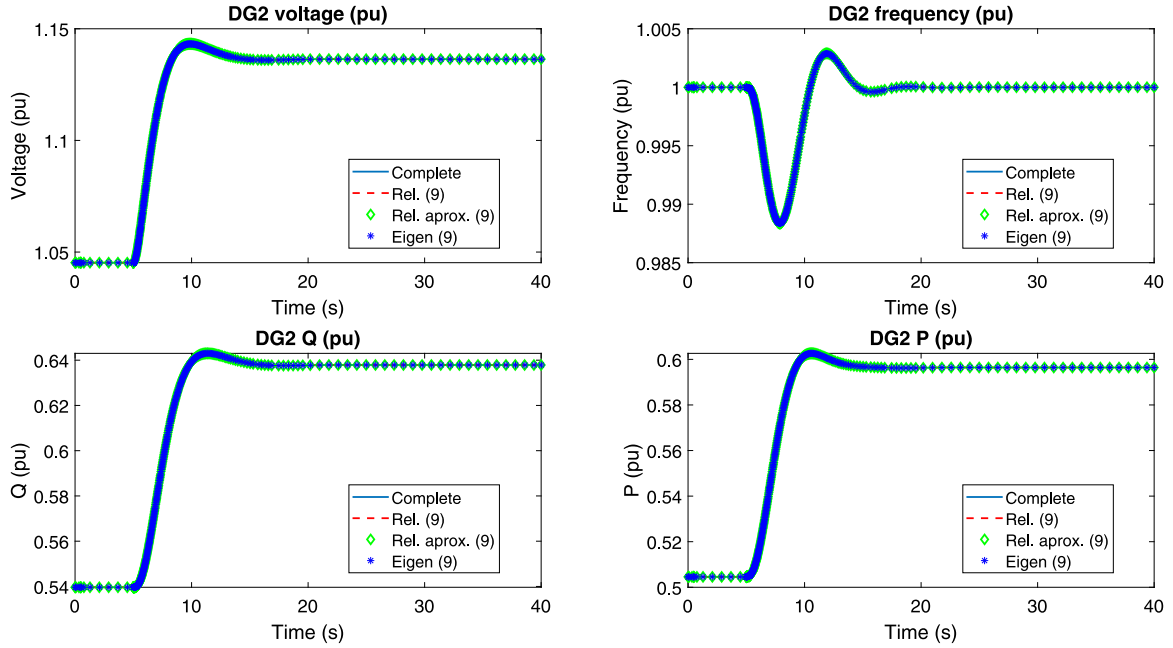 DG2 voltage (pu)
1.15
1.1
1.05
Voltage (pu)
Complete
Rel. (9)
Rel. aprox. (9)
Eigen (9)
0 10 20 30 40
Time (s)
DG2 frequency (pu)
1.005
1
0.995
0.99
0.985
Frequency (pu)
Complete
Rel. (9)
Rel. aprox. (9)
Eigen (9)
0 10 20 30 40
Time (s)
DG2 Q (pu)
0.64
0.62
0.6
0.58
0.56
0.54
Q (pu)
Complete
Rel. (9)
Rel. aprox. (9)
Eigen (9)
0 10 20 30 40
Time (s)
DG2 P (pu)
0.6
0.58
0.56
0.54
0.52
0.5
P (pu)
Complete
Rel. (9)
Rel. aprox. (9)
Eigen (9)
0 10 20 30 40
Time (s)